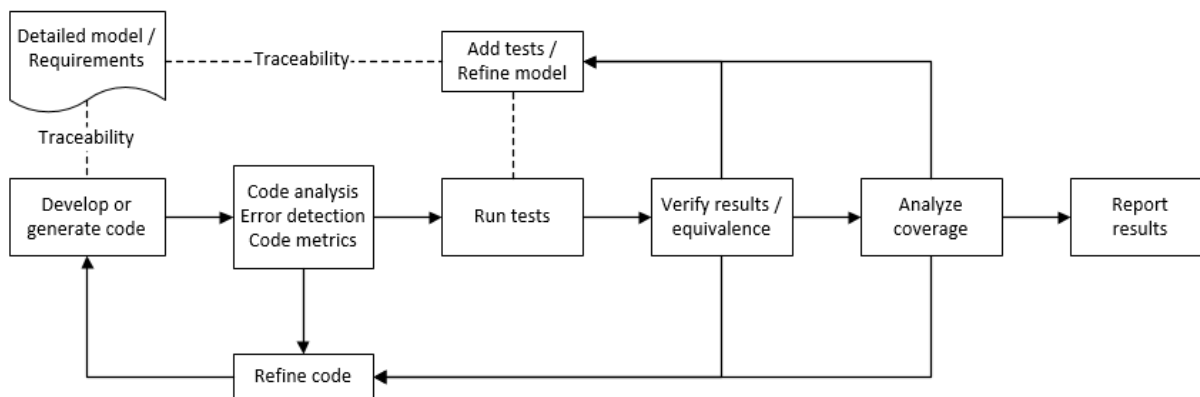 Detailed model /
Requirements
Traceability
Add tests /
Refine model
Traceability
Develop or
generate code
Code analysis
Error detection
Code metrics
Run tests
Verify results /
equivalence
Analyze
coverage
Report
results
Refine code